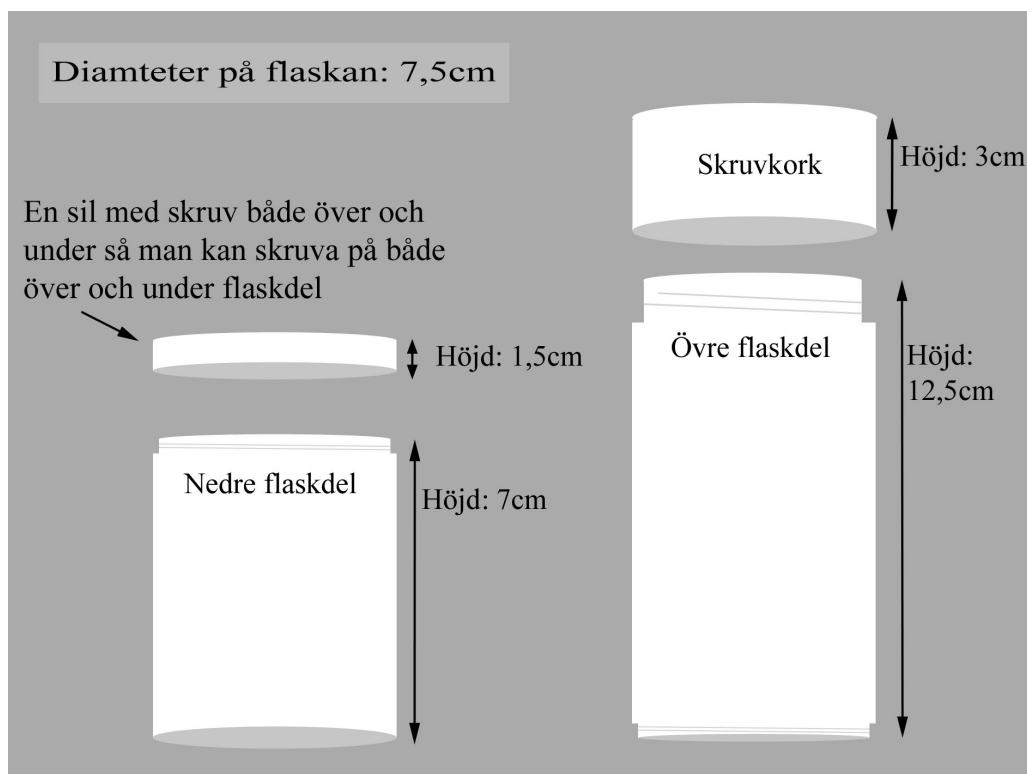 Diamteter på flaskan: 7,5cm
Skruvkork
Höjd: 3cm
En sil med skruv både över och
under så man kan skruva på både
över och under flaskdel
Höjd: 1,5cm
Övre flaskdel
Höjd:
12,5cm
Nedre flaskdel
Höjd: 7cm